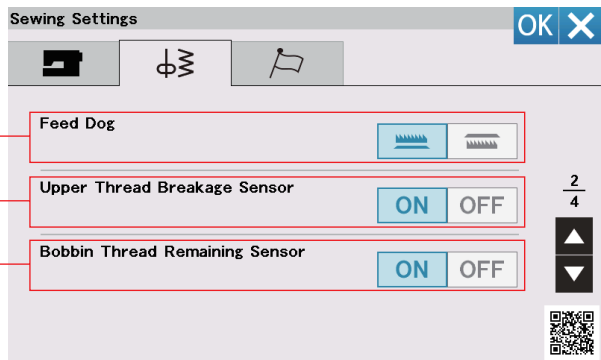 Sewing Settings
OK
Feed Dog
Upper Thread Breakage Sensor
ON OFF
2
4
Bobbin Thread Remaining Sensor
ON OFF